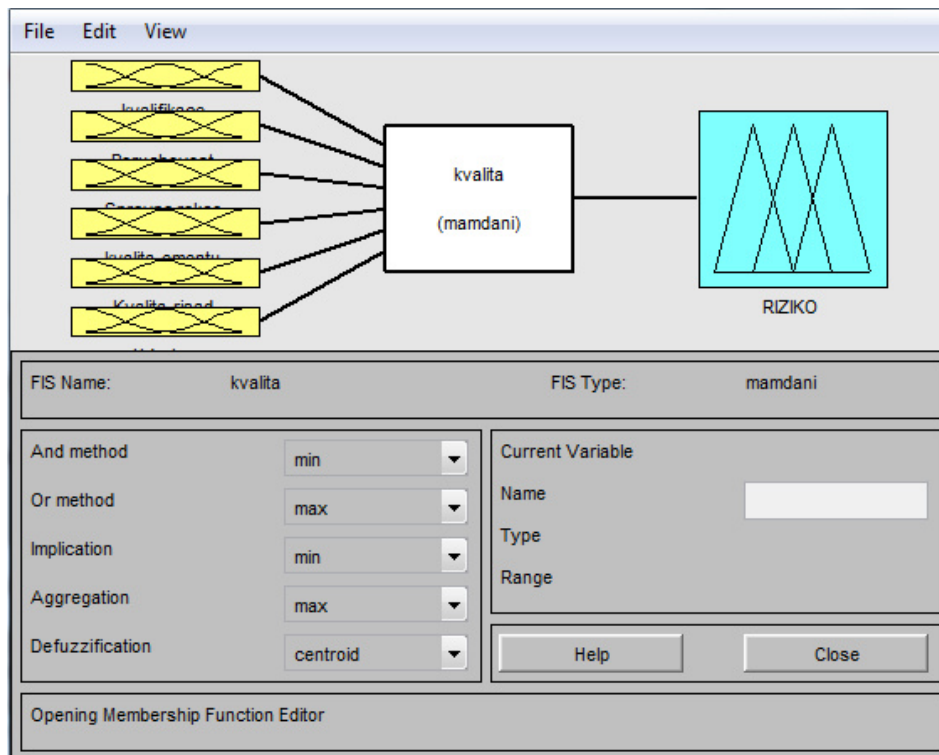 File Edit View
kvalita
(mamdani)
RIZIKO
FIS Name: kvalita FIS Type: mamdani
And method min
Or method max
Implication min
Aggregation max
Defuzzification centroid
Current Variable
Name
Type
Range
Help Close
Opening Membership Function Editor